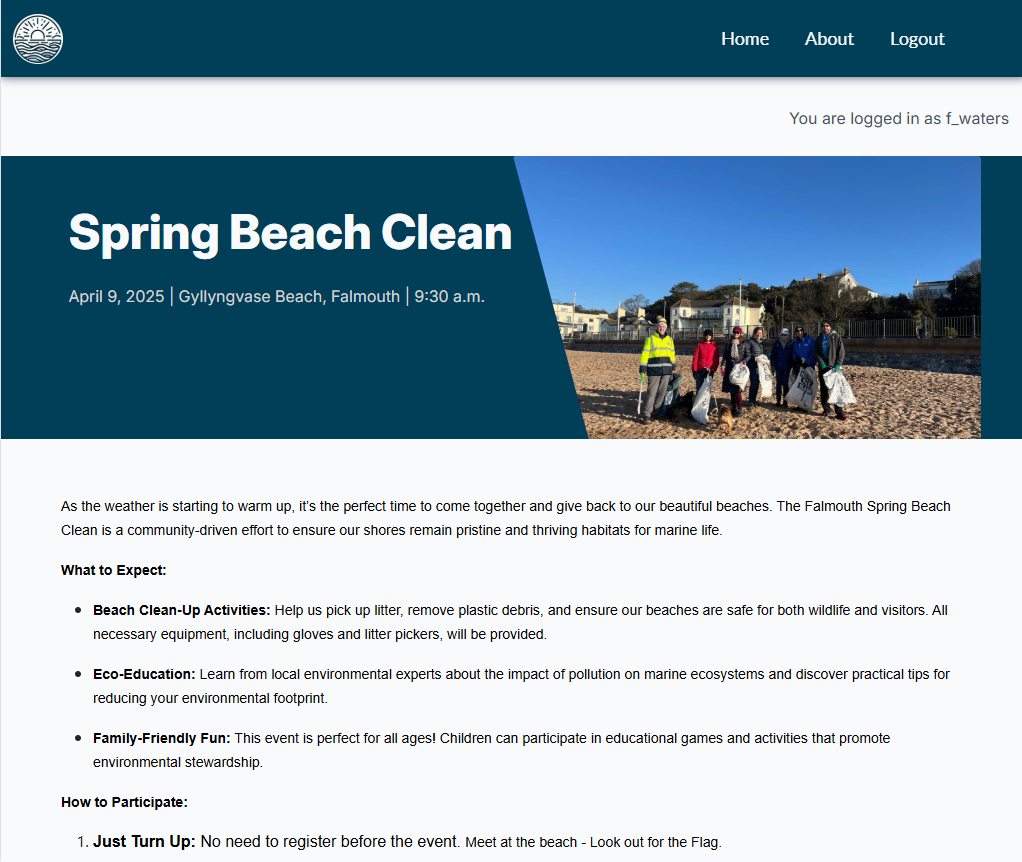 Home About Logout
You are logged in as f_waters
Spring Beach Clean
April 9, 2025 | Gyllyngvase Beach, Falmouth | 9:30 a.m.
As the weather is starting to warm up, it's the perfect time to come together and give back to our beautiful beaches. The Falmouth Spring Beach
Clean is a community-driven effort to ensure our shores remain pristine and thriving habitats for marine life.
What to Expect:
• Beach Clean-Up Activities: Help us pick up litter, remove plastic debris, and ensure our beaches are safe for both wildlife and visitors. All
necessary equipment, including gloves and litter pickers, will be provided.
• Eco-Education: Learn from local environmental experts about the impact of pollution on marine ecosystems and discover practical tips for
reducing your environmental footprint.
• Family-Friendly Fun: This event is perfect for all ages! Children can participate in educational games and activities that promote
environmental stewardship.
How to Participate:
1. Just Turn Up: No need to register before the event. Meet at the beach - Look out for the Flag.